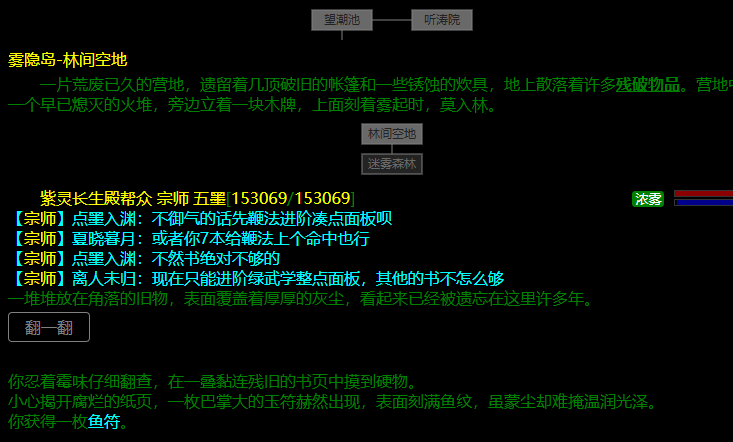 望潮池 听涛院
雾隐岛-林间空地
一片荒废已久的营地，遗留着几顶破旧的帐篷和一些锈蚀的炊具，地上散落着许多残破物品。营地中
一个早已熄灭的火堆，旁边立着一块木牌，上面刻着雾起时，莫入林。
林间空地
迷雾森林
紫灵长生殿帮众 宗师 五墨[153069/153069]
浓雾
【宗师】点墨入渊：不御气的话先鞭法进阶凑点面板呗
【宗师】夏晓暮月：或者你7本给鞭法上个命中也行
【宗师】点墨入渊：不然书绝对不够的
【宗师】离人未归：现在只能进阶绿武学整点面板，其他的书不怎么够
一堆堆放在角落的旧物，表面覆盖着厚厚的灰尘，看起来已经被遗忘在这里许多年。
翻一翻
你忍着霉味仔细翻查，在一叠黏连残旧的书页中摸到硬物。
小心揭开腐烂的纸页，一枚巴掌大的玉符赫然出现，表面刻满鱼纹，虽蒙尘却难掩温润光泽。
你获得一枚鱼符。